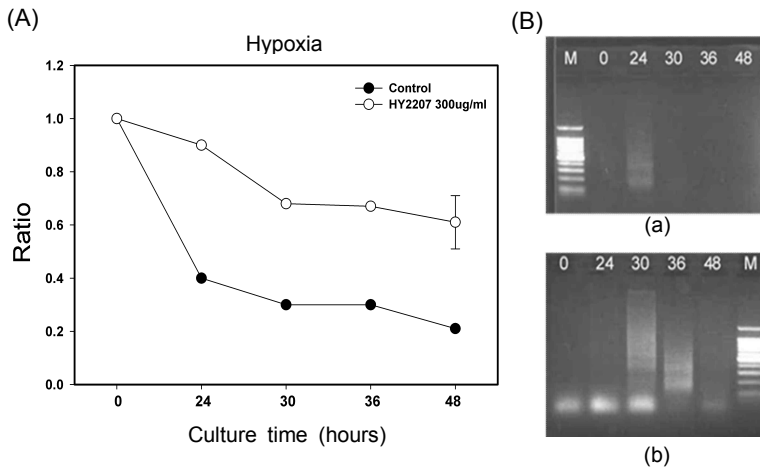 (A)
Hypoxia
1.2
1.0
0.8
0.6
0.4
0.2
0.0
Ratio
Control
HY2207 300ug/ml
0 24 30 36 48
Culture time (hours)
(B)
M 0 24 30 36 48
(a)
0 24 30 36 48 M
(b)